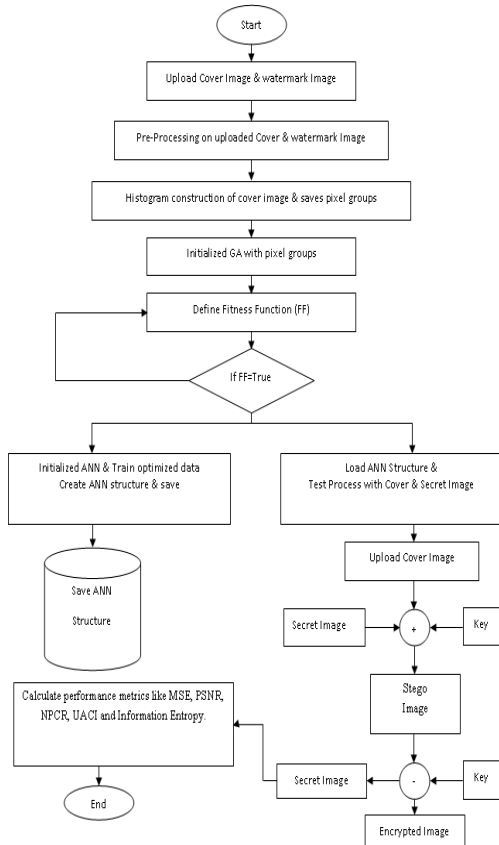 Start
Upload Cover Image & watermark Image
Pre-Processing on uploaded Cover & watermark Image
Histogram construction of cover image & saves pixel groups
Initialized GA with pixel groups
Define Fitness Function (FF)
If FF=True
Initialized ANN & Train optimized data
Create ANN structure & save
Load ANN Structure &
Test Process with Cover & Secret Image
Save ANN
Structure
Upload Cover Image
Secret Image
+
Key
Stego
Image
Calculate performance metrics like MSE, PSNR,
NPCR, UACI and Information Entropy.
Secret Image
-
Key
End
Encrypted Image